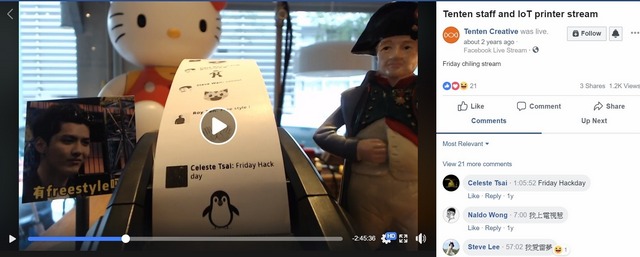 Tenten staff and IoT printer stream
Tenten Creative was live.
about 2 years ago ·
Facebook Live Stream ·
Follow
Friday chiling stream
21
3 Shares 1.2K Views
Like Comment Share
Comments Up Next
Most Relevant
View 21 more comments
Celeste Tsai · 1:05:52 Friday Hackday
Like · Reply · 1y
Naldo Wong · 7:00 我上電視惹
Like · Reply · 1y
Steve Lee · 57:02 我愛雷夢
1
Celeste Tsai: Friday Hack
day
有freestyle
-2:45:36
HD